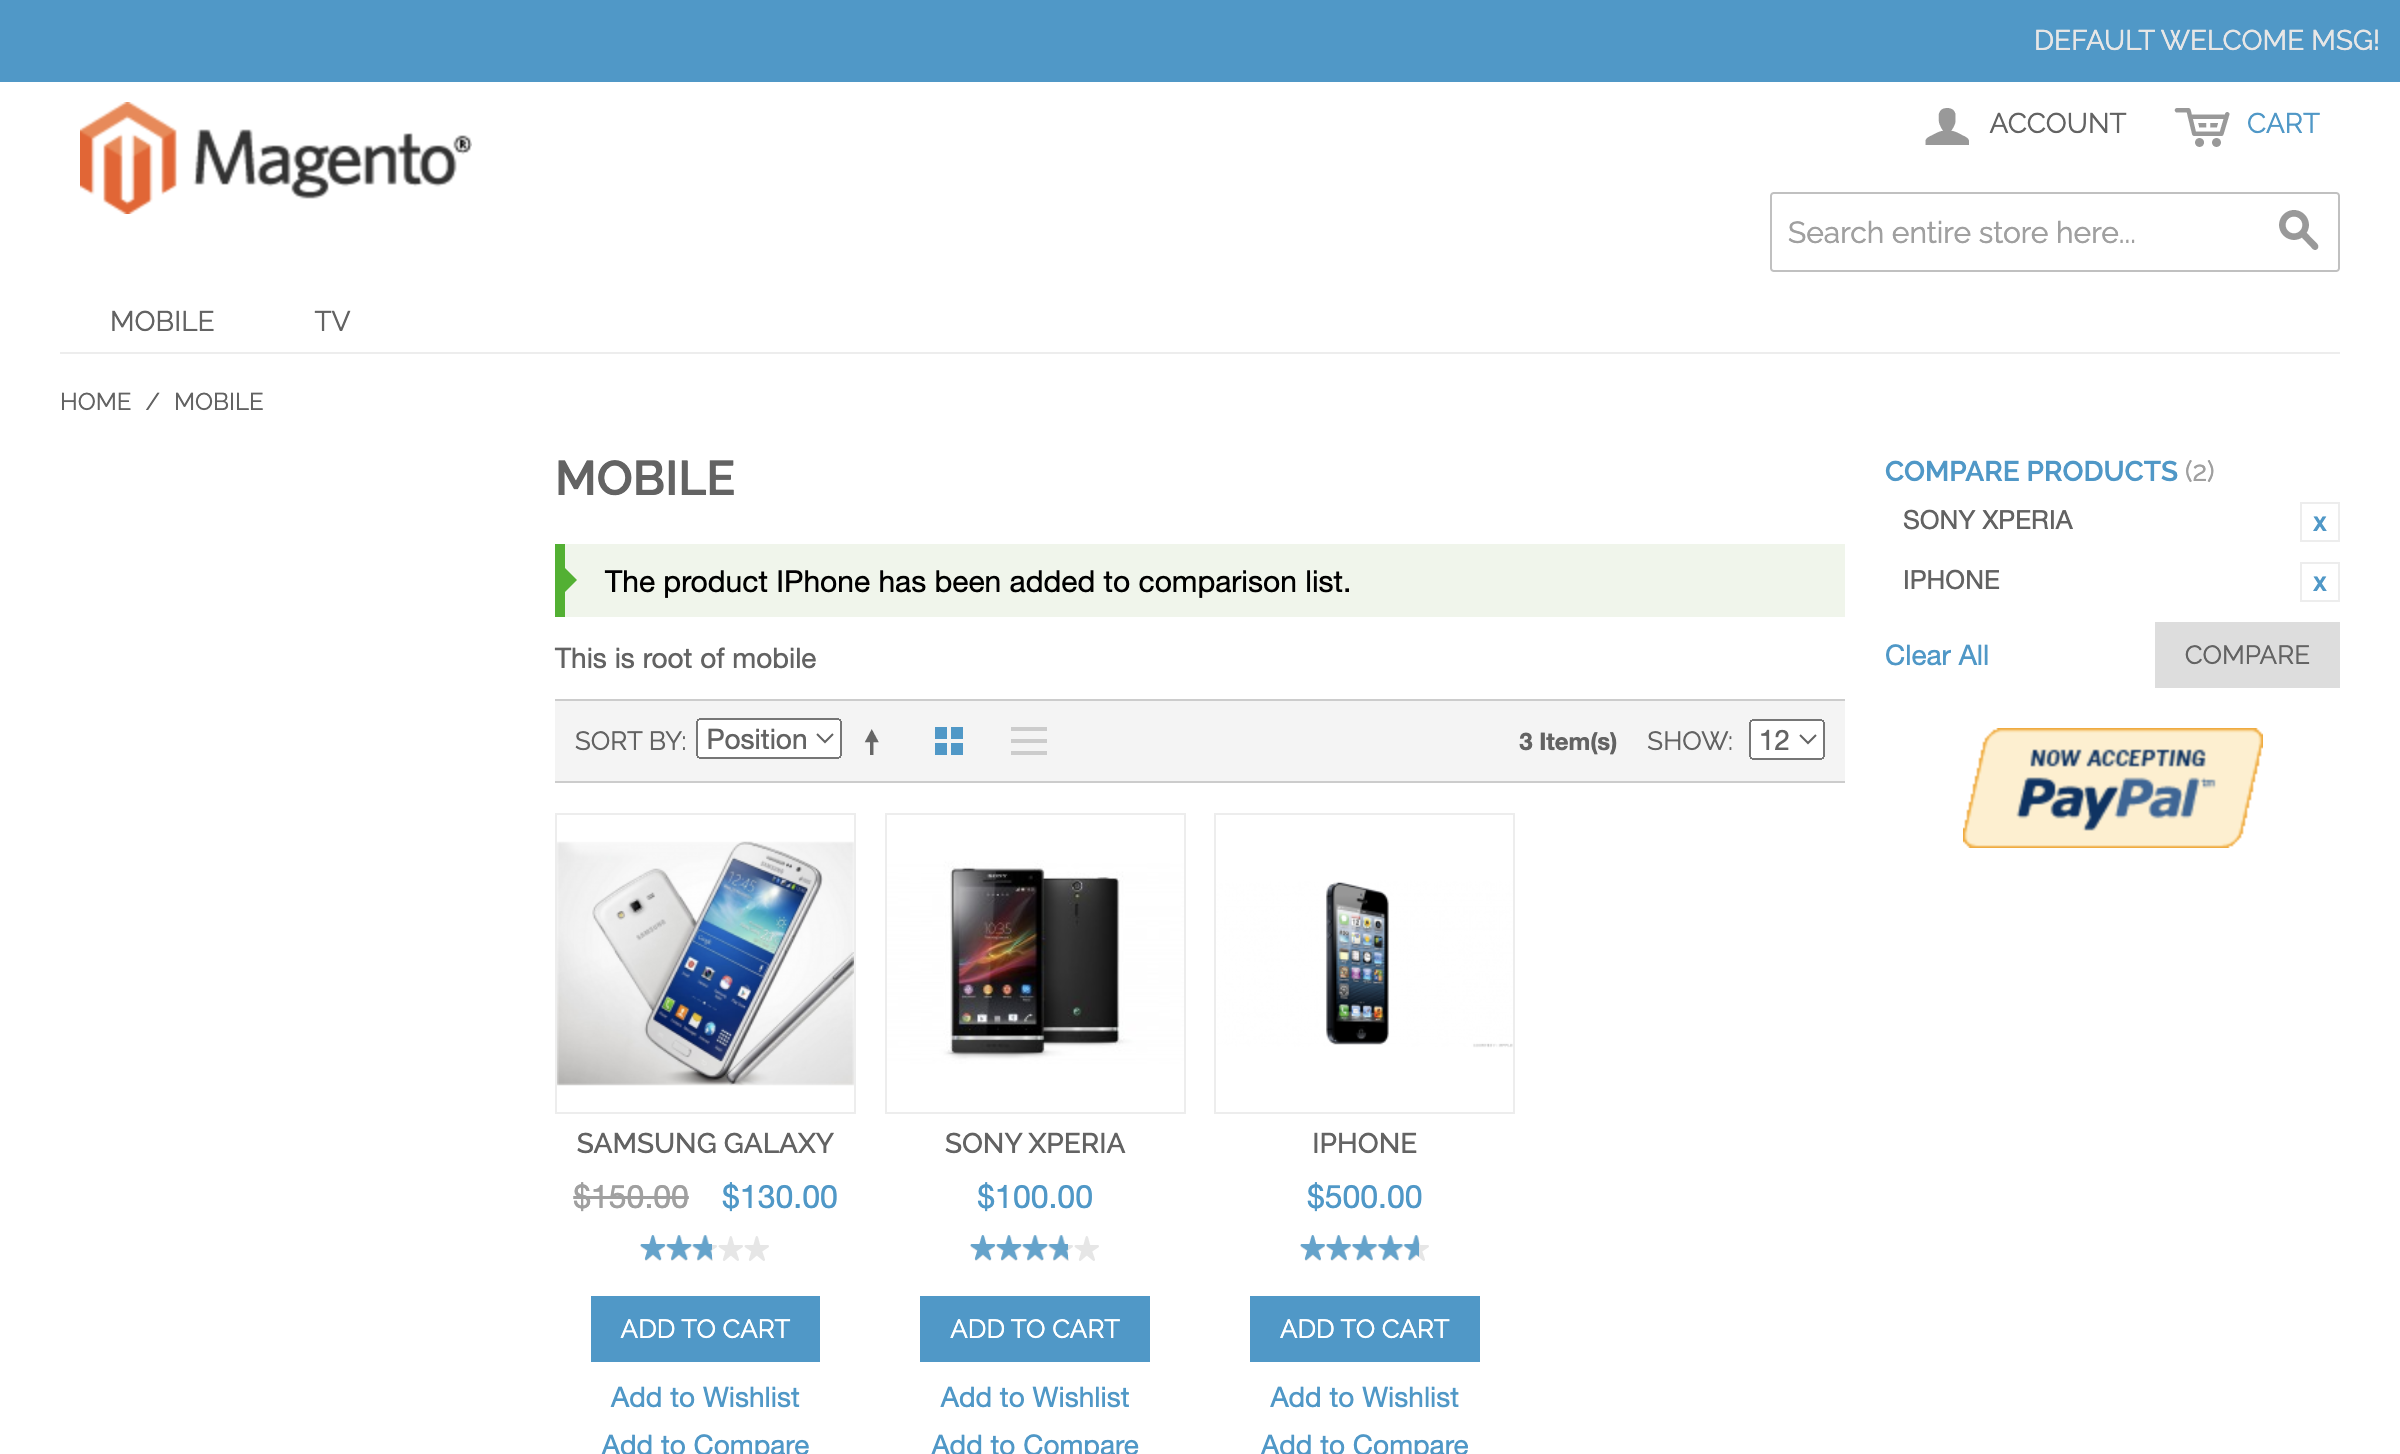 DEFAULT WELCOME MSG!
Magento®
ACCOUNT
CART
Search entire store here...
MOBILE
TV
HOME / MOBILE
MOBILE
The product IPhone has been added to comparison list.
This is root of mobile
SORT BY: Position
3 Item(s) SHOW: 12
COMPARE PRODUCTS (2)
SONY XPERIA x
IPHONE x
Clear All COMPARE
NOW ACCEPTING
PayPal™
SAMSUNG GALAXY
$150.00 $130.00
ADD TO CART
Add to Wishlist
Add to Compare
SONY XPERIA
$100.00
ADD TO CART
Add to Wishlist
Add to Compare
IPHONE
$500.00
ADD TO CART
Add to Wishlist
Add to Compare